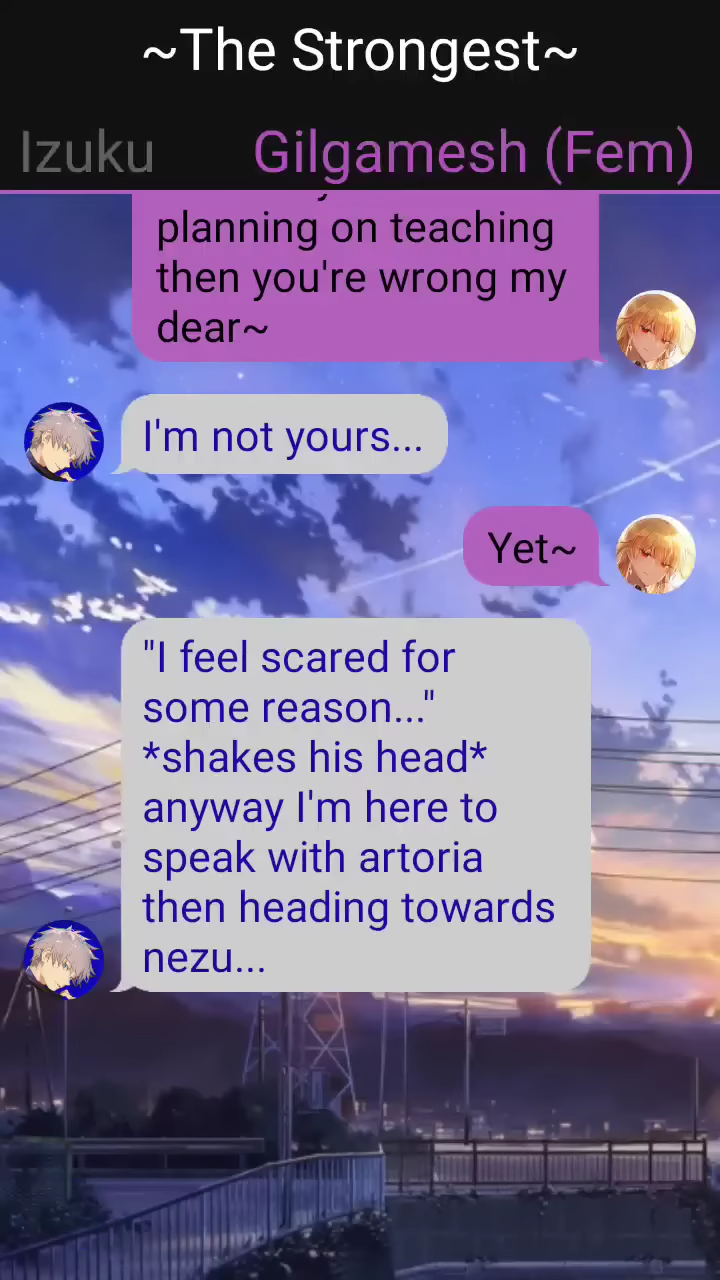 ~The Strongest~
Izuku
Gilgamesh (Fem)
planning on teaching
then you're wrong my
dear~
I'm not yours...
Yet~
"I feel scared for
some reason..."
*shakes his head*
anyway I'm here to
speak with artoria
then heading towards
nezu...